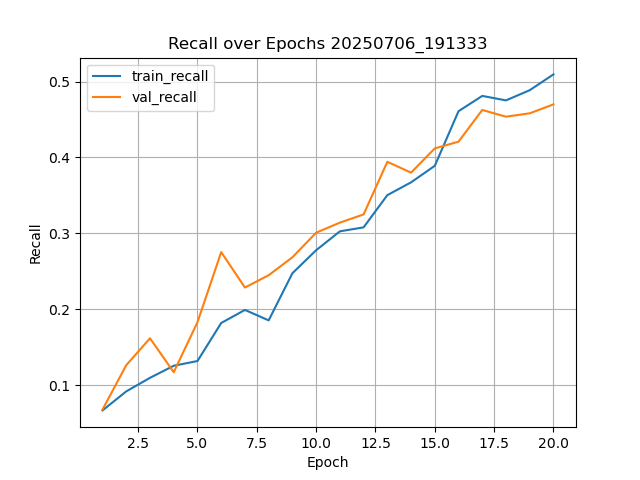 Recall over Epochs 20250706_191333
train_recall
val_recall
Recall
0.5
0.4
0.3
0.2
0.1
2.5 5.0 7.5 10.0 12.5 15.0 17.5 20.0
Epoch